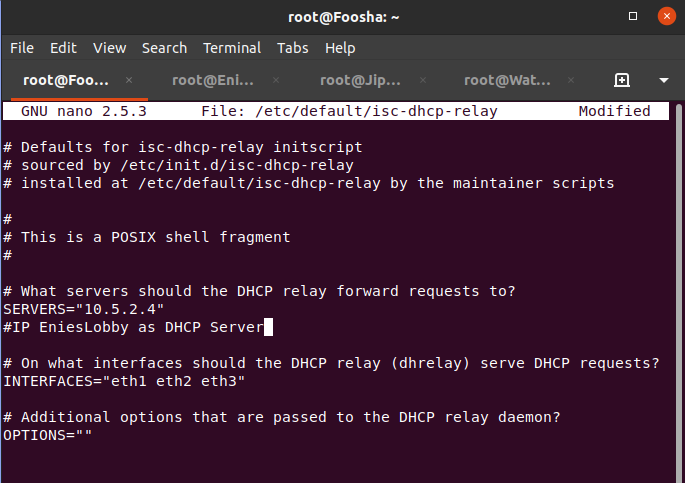 root@Foosha: ~
File Edit View Search Terminal Tabs Help
root@Foo... × root@Eni... × root@Jip... × root@Wat... ×
GNU nano 2.5.3 File: /etc/default/isc-dhcp-relay Modified
# Defaults for isc-dhcp-relay initscript
# sourced by /etc/init.d/isc-dhcp-relay
# installed at /etc/default/isc-dhcp-relay by the maintainer scripts
#
# This is a POSIX shell fragment
#
# What servers should the DHCP relay forward requests to?
SERVERS="10.5.2.4"
#IP EniesLobby as DHCP Server
# On what interfaces should the DHCP relay (dhrelay) serve DHCP requests?
INTERFACES="eth1 eth2 eth3"
# Additional options that are passed to the DHCP relay daemon?
OPTIONS=""